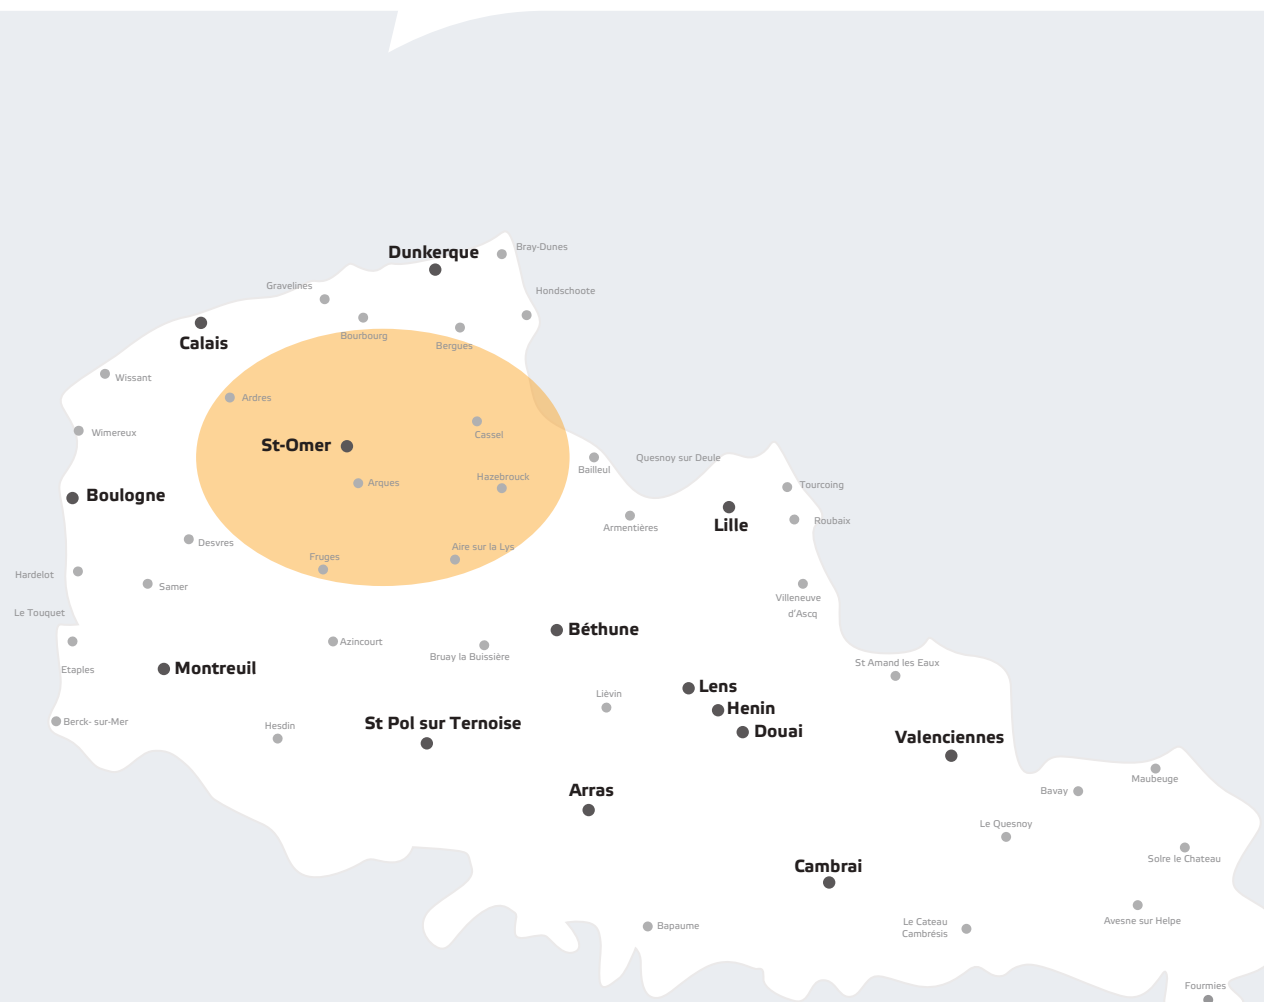 Dunkerque
Bray-Dunes
Gravelines
Hondschoote
Bourbourg
Calais
Bergues
Wissant
Ardres
Wimereux
Cassel
St-Omer
Quesnoy sur Deule
Bailleul
Hazebrouck
Arques
Tourcoing
Boulogne
Roubaix
Lille
Armentières
Desvres
Aire sur la Lys
Fruges
Hardelot
Samer
Villeneuve
d'Ascq
Le Touquet
Béthune
Azincourt
Bruay la Buissière
St Amand les Eaux
Etaples
Montreuil
Lens
Lièvin
Henin
Berck- sur-Mer
Hesdin
St Pol sur Ternoise
Douai
Valenciennes
Maubeuge
Bavay
Arras
Le Quesnoy
Solre le Chateau
Cambrai
Avesne sur Helpe
Le Cateau
Cambrésis
Bapaume
Fourmies